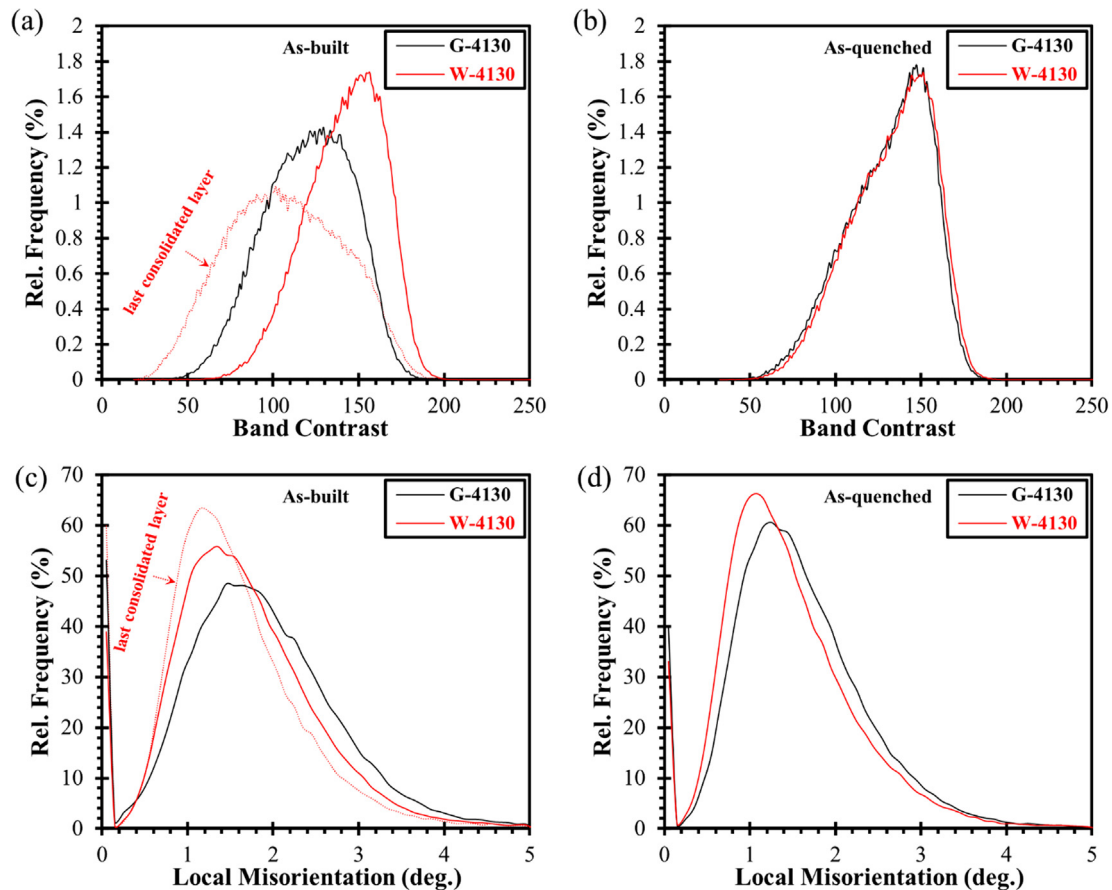 (a)
As-built
G-4130
W-4130
last consolidated layer
Rel. Frequency (%)
2
1.8
1.6
1.4
1.2
1
0.8
0.6
0.4
0.2
0
0
50
100
150
200
250
Band Contrast
(b)
As-quenched
G-4130
W-4130
Rel. Frequency (%)
2
1.8
1.6
1.4
1.2
1
0.8
0.6
0.4
0.2
0
0
50
100
150
200
250
Band Contrast
(c)
As-built
G-4130
W-4130
last consolidated layer
Rel. Frequency (%)
70
60
50
40
30
20
10
0
0
1
2
3
4
5
Local Misorientation (deg.)
(d)
As-quenched
G-4130
W-4130
Rel. Frequency (%)
70
60
50
40
30
20
10
0
0
1
2
3
4
5
Local Misorientation (deg.)